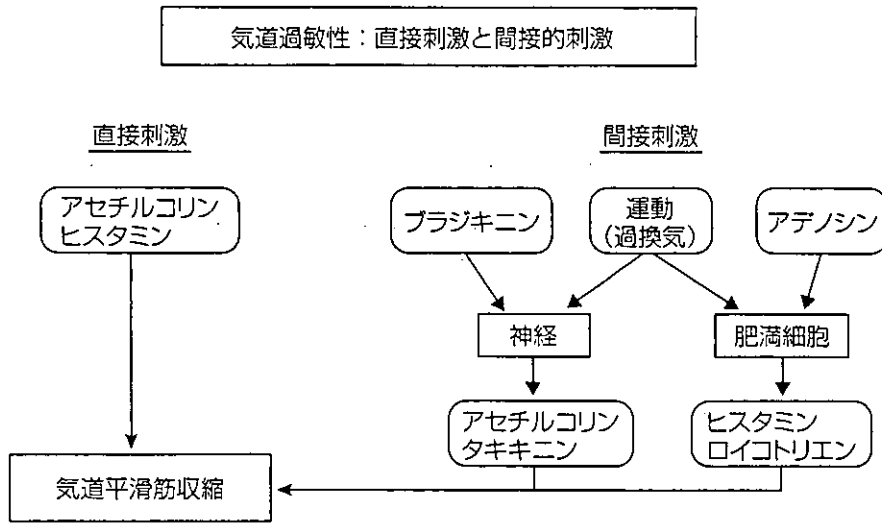 気道過敏性：直接刺激と間接的刺激
直接刺激
間接刺激
アセチルコリン
ヒスタミン
ブラジキニン
運動
(過換気)
アデノシン
神経
肥満細胞
アセチルコリン
タキキニン
ヒスタミン
ロイコトリエン
気道平滑筋収縮